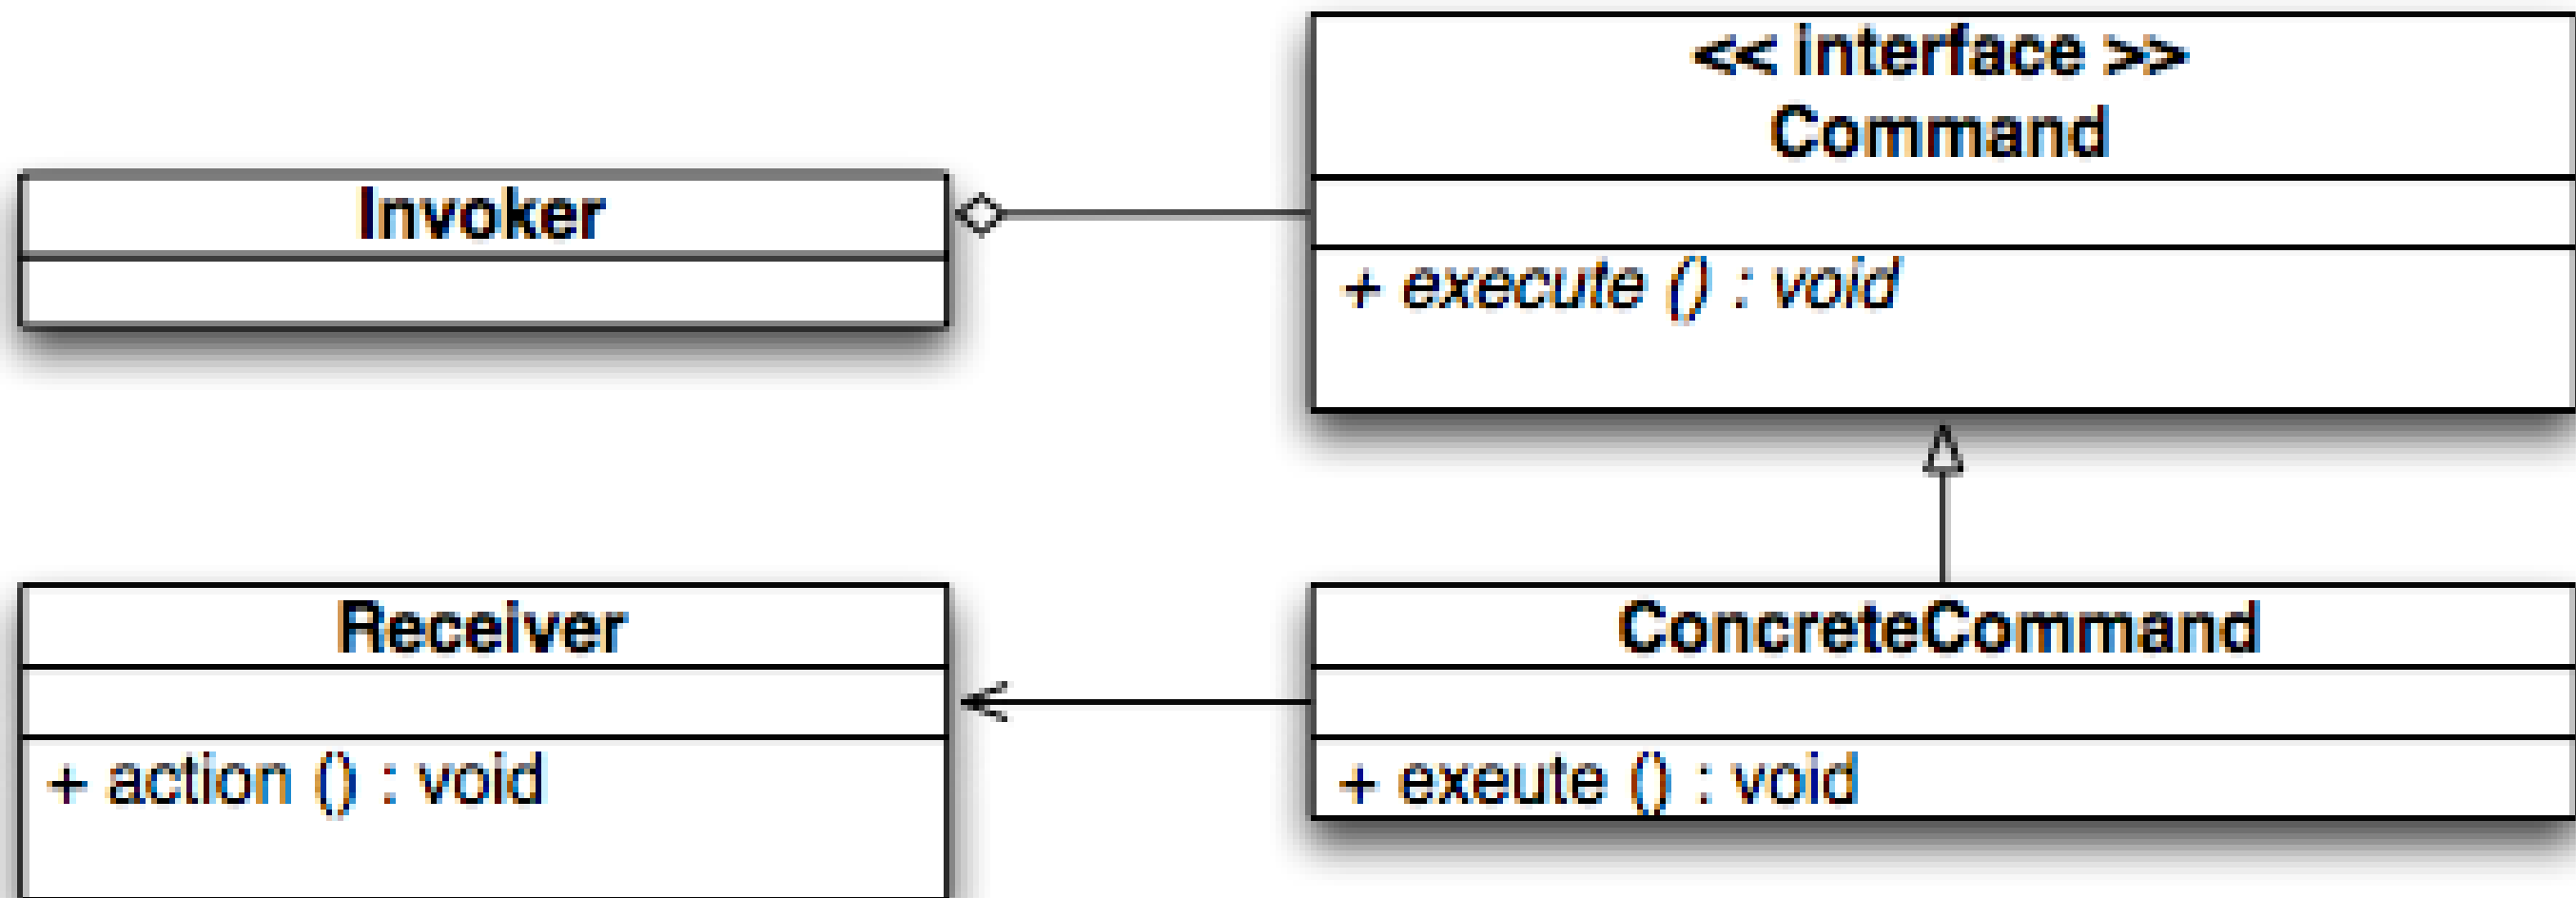 << interface >>
Command
Invoker
+ execute () : void
Receiver
ConcreteCommand
+ action () : void
+ exeute () : void